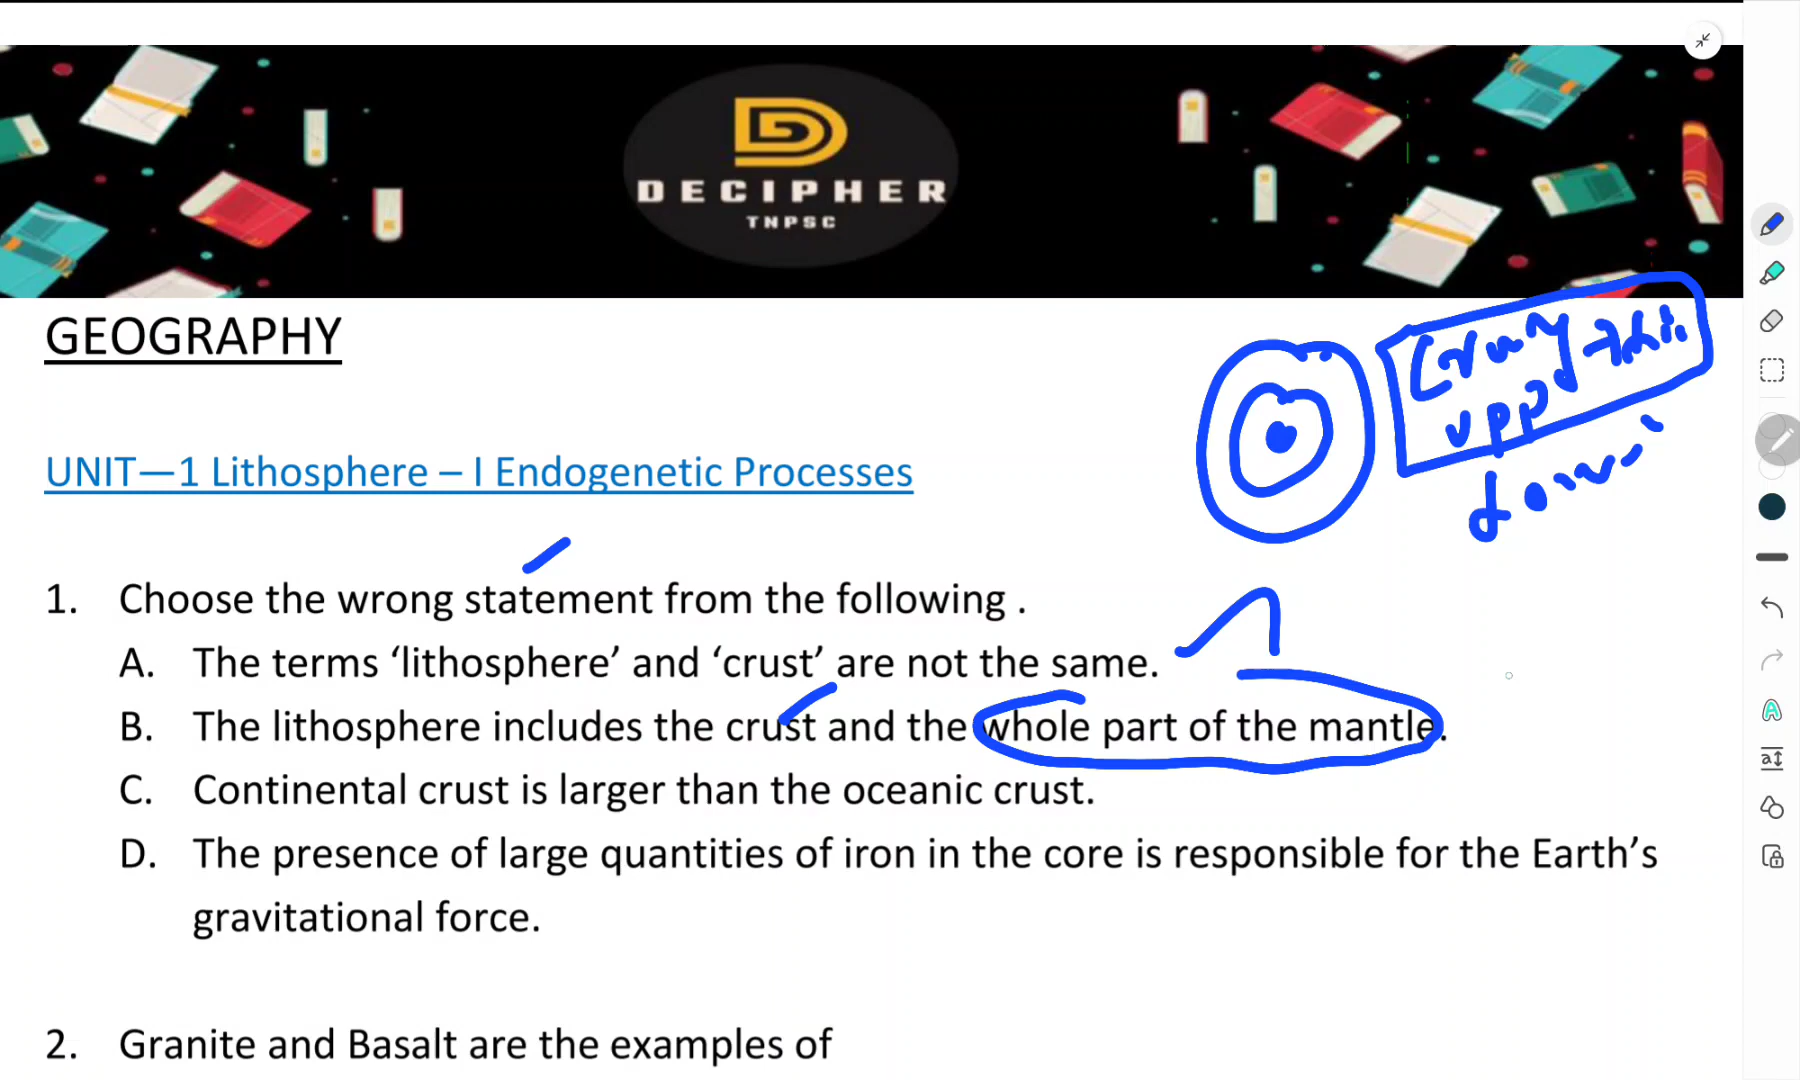 DECIPHER
TNPSC
GEOGRAPHY
UNIT—1 Lithosphere – I Endogenetic Processes
1. Choose the wrong statement from the following .
A. The terms ‘lithosphere’ and ‘crust’ are not the same.
B. The lithosphere includes the crust and the whole part of the mantle.
C. Continental crust is larger than the oceanic crust.
D. The presence of large quantities of iron in the core is responsible for the Earth’s
gravitational force.
2. Granite and Basalt are the examples of